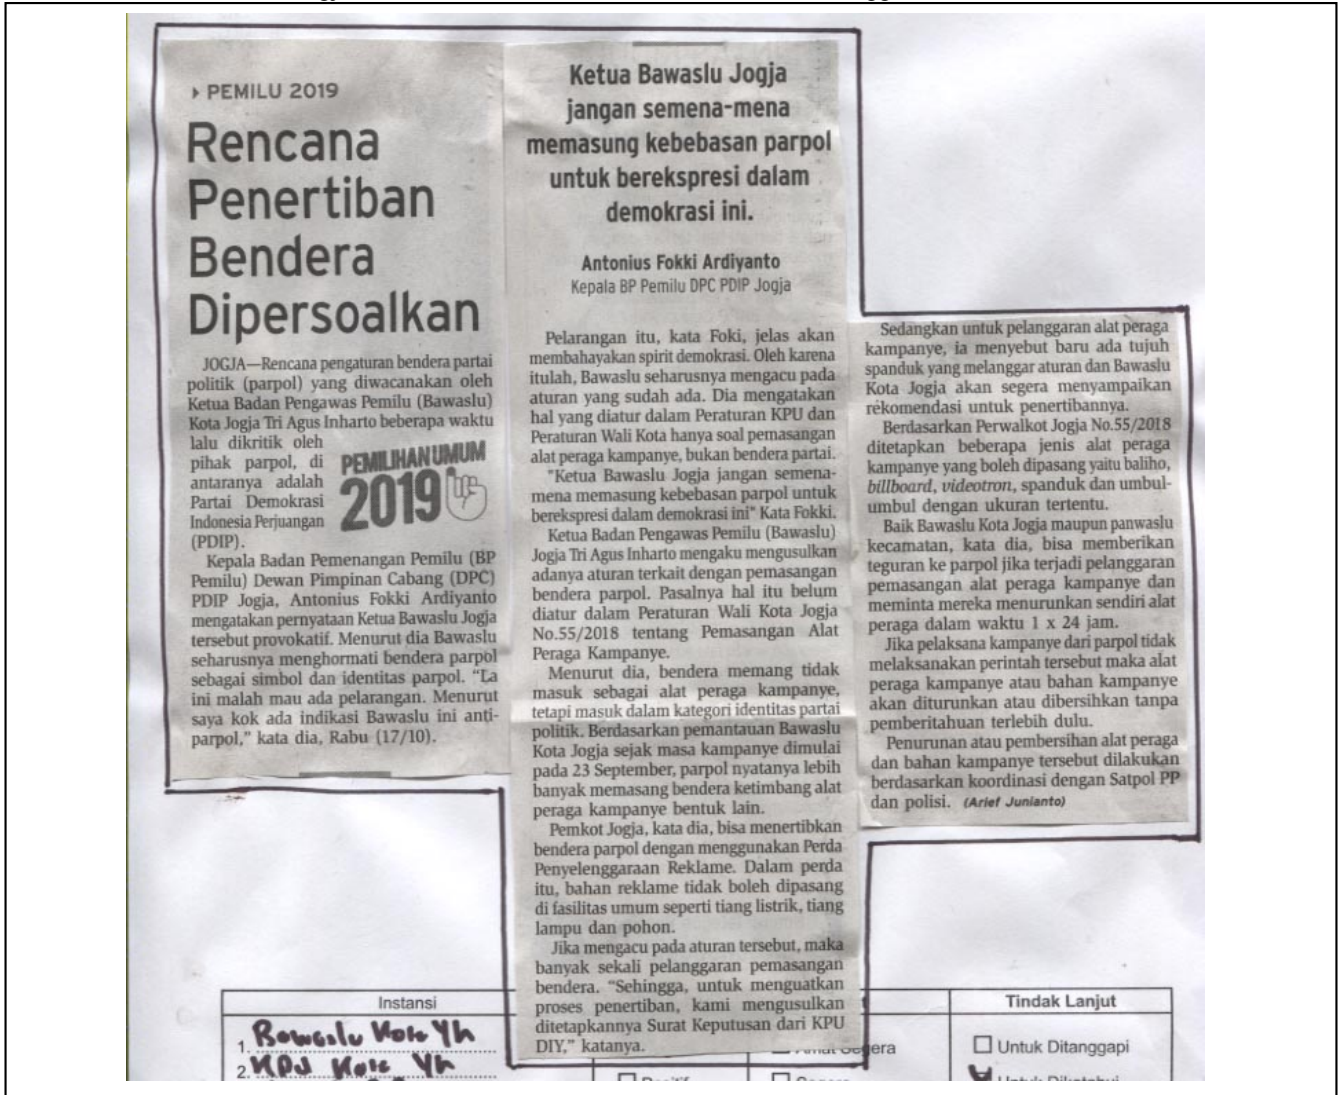 ▸ PEMILU 2019
Rencana
Penertiban
Bendera
Dipersoalkan
JOGJA—Rencana pengaturan bendera partai
politik (parpol) yang diwacanakan oleh
Ketua Badan Pengawas Pemilu (Bawaslu)
Kota Jogja Tri Agus Inharto beberapa waktu
lalu dikritik oleh
pihak parpol, di
antaranya adalah
Partai Demokrasi
Indonesia Perjuangan
(PDIP).
PEMILIHAN UMUM
2019
Kepala Badan Pemenangan Pemilu (BP
Pemilu) Dewan Pimpinan Cabang (DPC)
PDIP Jogja, Antonius Fokki Ardiyanto
mengatakan pernyataan Ketua Bawaslu Jogja
tersebut provokatif. Menurut dia Bawaslu
seharusnya menghormati bendera parpol
sebagai simbol dan identitas parpol. “La
ini malah mau ada pelarangan. Menurut
saya kok ada indikasi Bawaslu ini anti-
parpol,” kata dia, Rabu (17/10).
Ketua Bawaslu Jogja
jangan semena-mena
memasung kebebasan parpol
untuk berekspresi dalam
demokrasi ini.
Antonius Fokki Ardiyanto
Kepala BP Pemilu DPC PDIP Jogja
Pelarangan itu, kata Foki, jelas akan
membahayakan spirit demokrasi. Oleh karena
itulah, Bawaslu seharusnya mengacu pada
aturan yang sudah ada. Dia mengatakan
hal yang diatur dalam Peraturan KPU dan
Peraturan Wali Kota hanya soal pemasangan
alat peraga kampanye, bukan bendera partai.
"Ketua Bawaslu Jogja jangan semena-
mena memasung kebebasan parpol untuk
berekspresi dalam demokrasi ini" Kata Fokki.
Ketua Badan Pengawas Pemilu (Bawaslu)
Jogja Tri Agus Inharto mengaku mengusulkan
adanya aturan terkait dengan pemasangan
bendera parpol. Pasalnya hal itu belum
diatur dalam Peraturan Wali Kota Jogja
No.55/2018 tentang Pemasangan Alat
Peraga Kampanye.
Menurut dia, bendera memang tidak
masuk sebagai alat peraga kampanye,
tetapi masuk dalam kategori identitas partai
politik. Berdasarkan pemantauan Bawaslu
Kota Jogja sejak masa kampanye dimulai
pada 23 September, parpol nyatanya lebih
banyak memasang bendera ketimbang alat
peraga kampanye bentuk lain.
Pemkot Jogja, kata dia, bisa menertibkan
bendera parpol dengan menggunakan Perda
Penyelenggaraan Reklame. Dalam perda
itu, bahan reklame tidak boleh dipasang
di fasilitas umum seperti tiang listrik, tiang
lampu dan pohon.
Jika mengacu pada aturan tersebut, maka
banyak sekali pelanggaran pemasangan
bendera. “Sehingga, untuk menguatkan
proses penertiban, kami mengusulkan
ditetapkannya Surat Keputusan dari KPU
DIY,” katanya.
Sedangkan untuk pelanggaran alat peraga
kampanye, ia menyebut baru ada tujuh
spanduk yang melanggar aturan dan Bawaslu
Kota Jogja akan segera menyampaikan
rekomendasi untuk penertibannya.
Berdasarkan Perwalkot Jogja No.55/2018
ditetapkan beberapa jenis alat peraga
kampanye yang boleh dipasang yaitu baliho,
billboard, videotron, spanduk dan umbul-
umbul dengan ukuran tertentu.
Baik Bawaslu Kota Jogja maupun panwaslu
kecamatan, kata dia, bisa memberikan
teguran ke parpol jika terjadi pelanggaran
pemasangan alat peraga kampanye dan
meminta mereka menurunkan sendiri alat
peraga dalam waktu 1 x 24 jam.
Jika pelaksana kampanye dari parpol tidak
melaksanakan perintah tersebut maka alat
peraga kampanye atau bahan kampanye
akan diturunkan atau dibersihkan tanpa
pemberitahuan terlebih dulu.
Penurunan atau pembersihan alat peraga
dan bahan kampanye tersebut dilakukan
berdasarkan koordinasi dengan Satpol PP
dan polisi. (Arief Junianto)
Instansi
Tindak Lanjut
1. Bawaslu Kota Yk
2. KPU Kota Yk
Untuk Ditanggapi